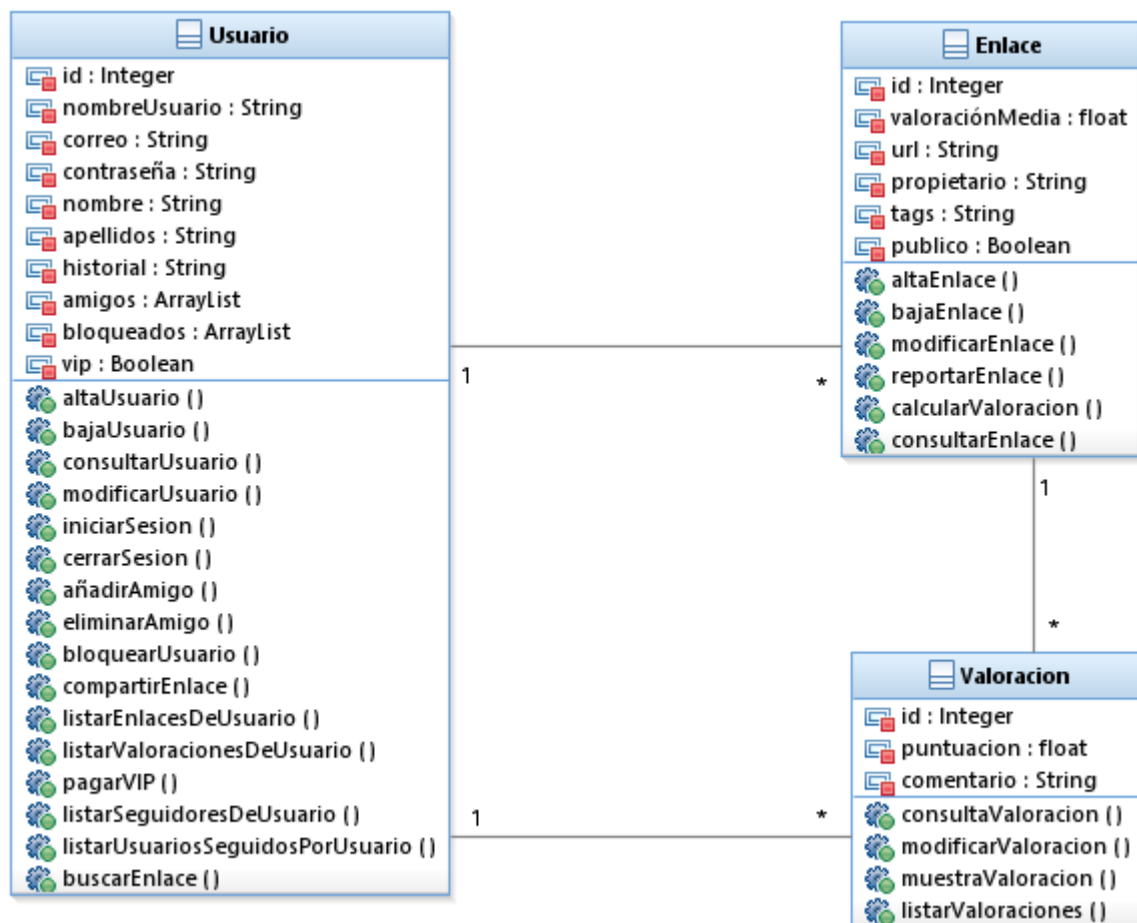 Usuario
id : Integer
nombreUsuario : String
correo : String
contraseña : String
nombre : String
apellidos : String
historial : String
amigos : ArrayList
bloqueados : ArrayList
vip : Boolean
altaUsuario ()
bajaUsuario ()
consultarUsuario ()
modificarUsuario ()
iniciarSesion ()
cerrarSesion ()
añadirAmigo ()
eliminarAmigo ()
bloquearUsuario ()
compartirEnlace ()
listarEnlacesDeUsuario ()
listarValoracionesDeUsuario ()
pagarVIP ()
listarSeguidoresDeUsuario ()
listarUsuariosSeguidosPorUsuario ()
buscarEnlace ()
1
*
1
*
Enlace
id : Integer
valoraciónMedia : float
url : String
propietario : String
tags : String
publico : Boolean
altaEnlace ()
bajaEnlace ()
modificarEnlace ()
reportarEnlace ()
calcularValoracion ()
consultarEnlace ()
1
*
Valoracion
id : Integer
puntuacion : float
comentario : String
consultaValoracion ()
modificarValoracion ()
muestraValoracion ()
listarValoraciones ()